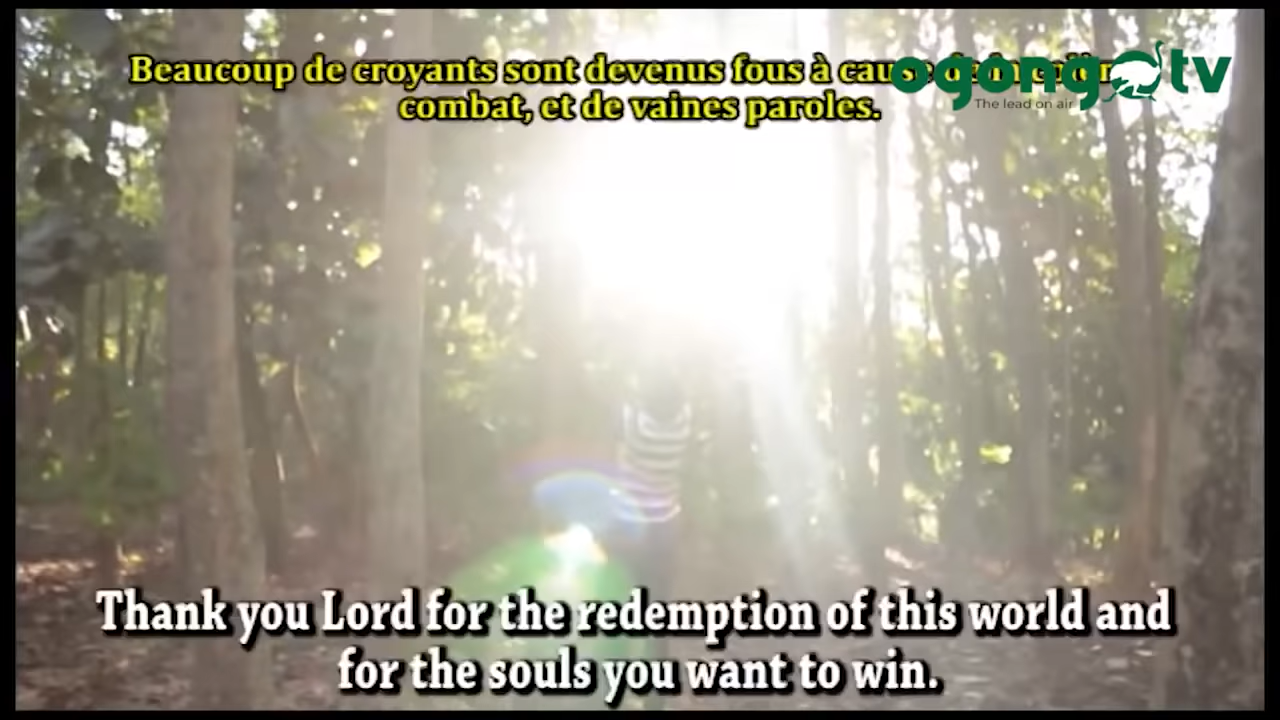 Beaucoup de croyants sont devenus fous à cause
combat, et de vaines paroles.
ogongo tv
The lead on air
Thank you Lord for the redemption of this world and
for the souls you want to win.